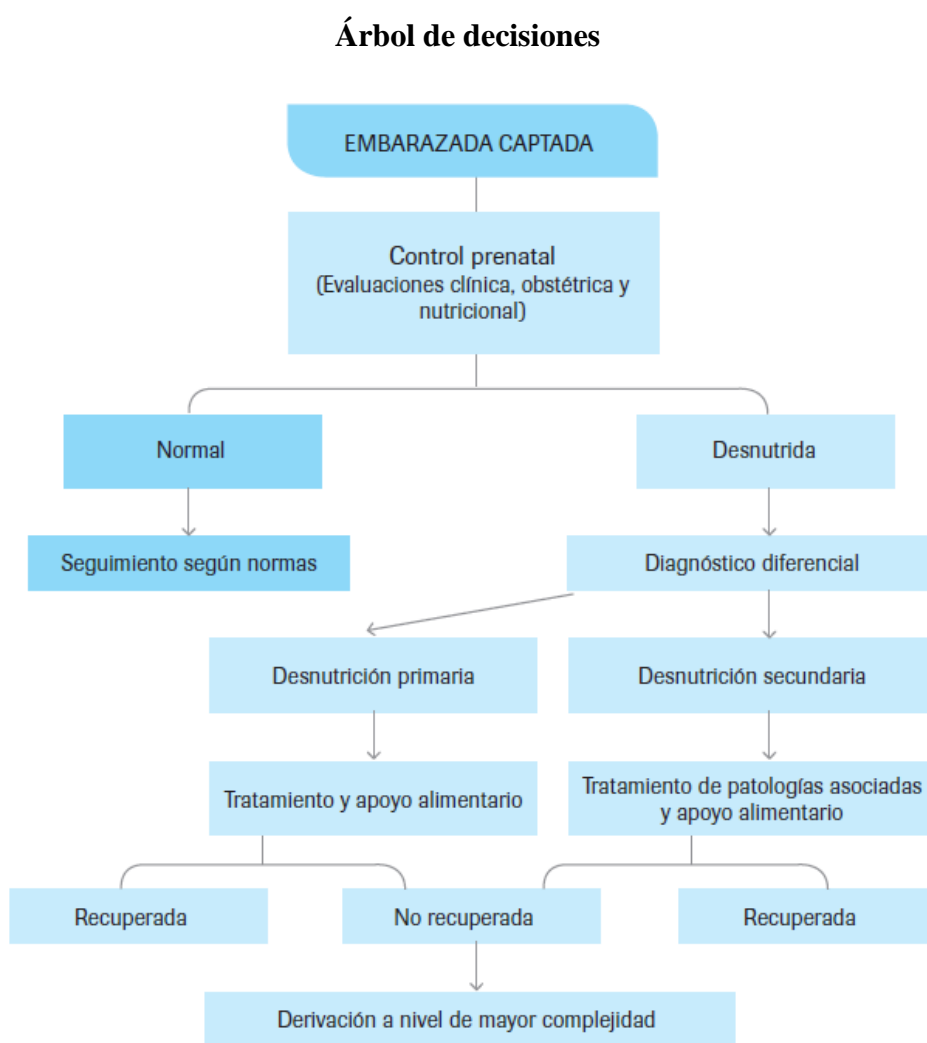 Árbol de decisiones
EMBARAZADA CAPTADA
Control prenatal
(Evaluaciones clínica, obstétrica y
nutricional)
Normal
Desnutrida
Seguimiento según normas
Diagnóstico diferencial
Desnutrición primaria
Desnutrición secundaria
Tratamiento y apoyo alimentario
Tratamiento de patologías asociadas
y apoyo alimentario
Recuperada
No recuperada
Recuperada
Derivación a nivel de mayor complejidad